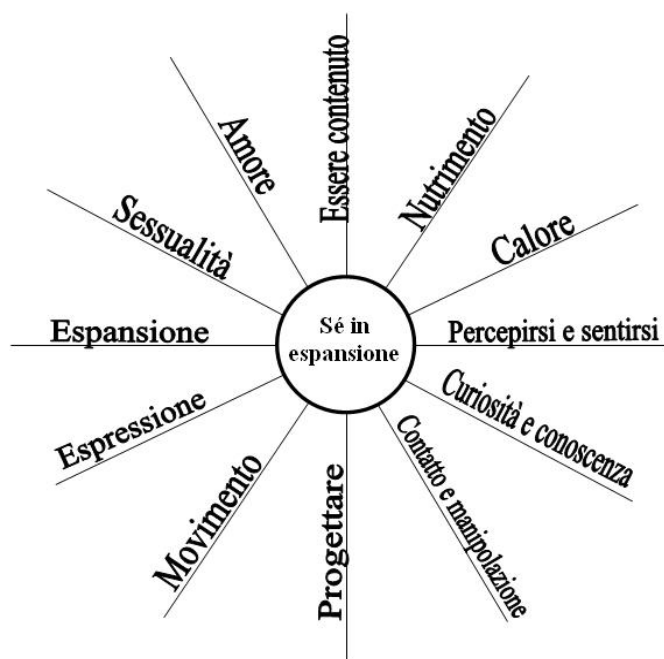 Essere contenuto
Nutrimento
Calore
Percepirsi e sentirsi
Curiosità e conoscenza
Contatto e manipolazione
Progettare
Movimento
Espressione
Espansione
Sessualità
Amore
Sé in
espansione